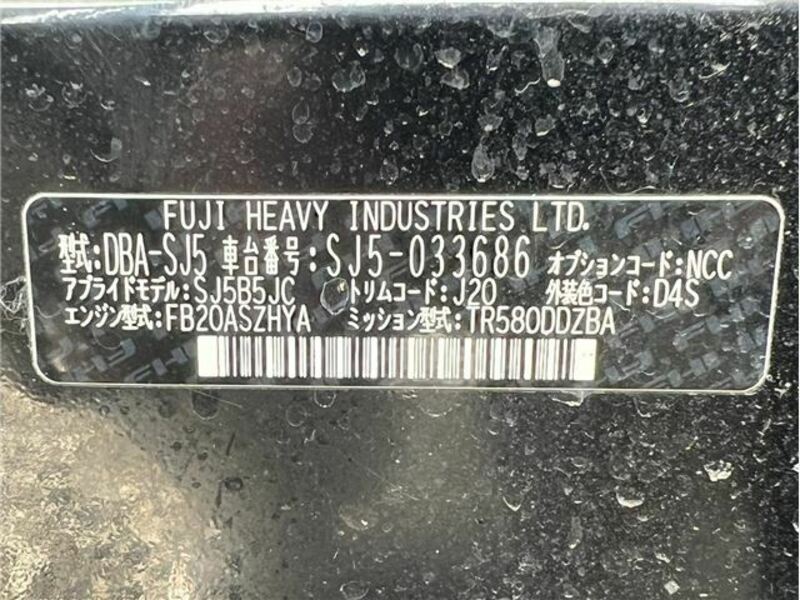 FUJI HEAVY INDUSTRIES LTD.
型式:DBA-SJ5 車台番号:SJ5-033686 オプションコード:NCC
アプライドモデル:SJ5B5JC トリムコード:J20 外装色コード:D4S
エンジン型式:FB20ASZHYA ミッション型式:TR580DDZBA